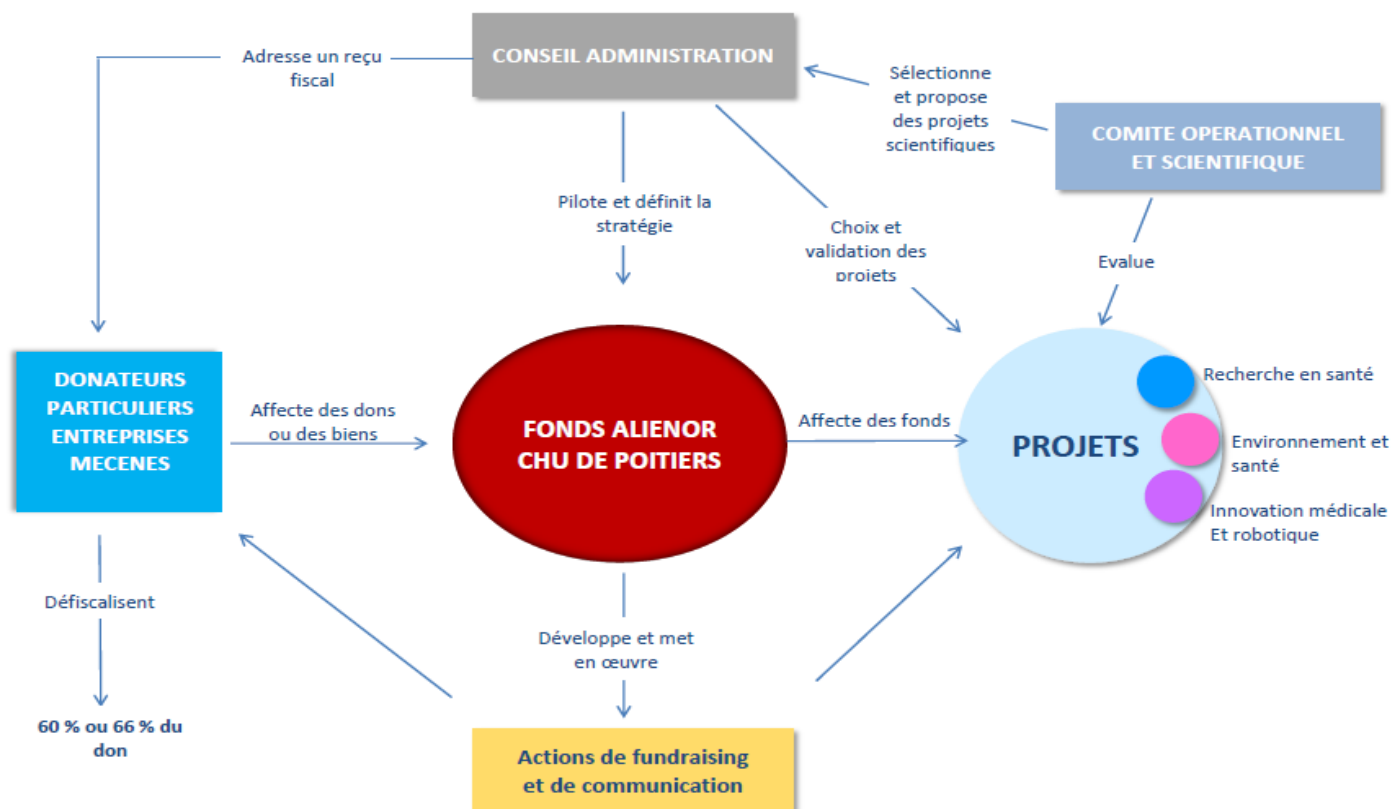 CONSEIL ADMINISTRATION
Adresse un reçu
fiscal
Sélectionne
et propose
des projets
scientifiques
COMITE OPERATIONNEL
ET SCIENTIFIQUE
Pilote et définit la
stratégie
Choix et
validation des
projets
Evalue
DONATEURS
PARTICULIERS
ENTREPRISES
MECENES
Affecte des dons
ou des biens
FONDS ALIENOR
CHU DE POITIERS
Affecte des fonds
PROJETS
Recherche en santé
Environnement et
santé
Innovation médicale
Et robotique
Défiscalisent
60 % ou 66 % du
don
Développe et met
en œuvre
Actions de fundraising
et de communication